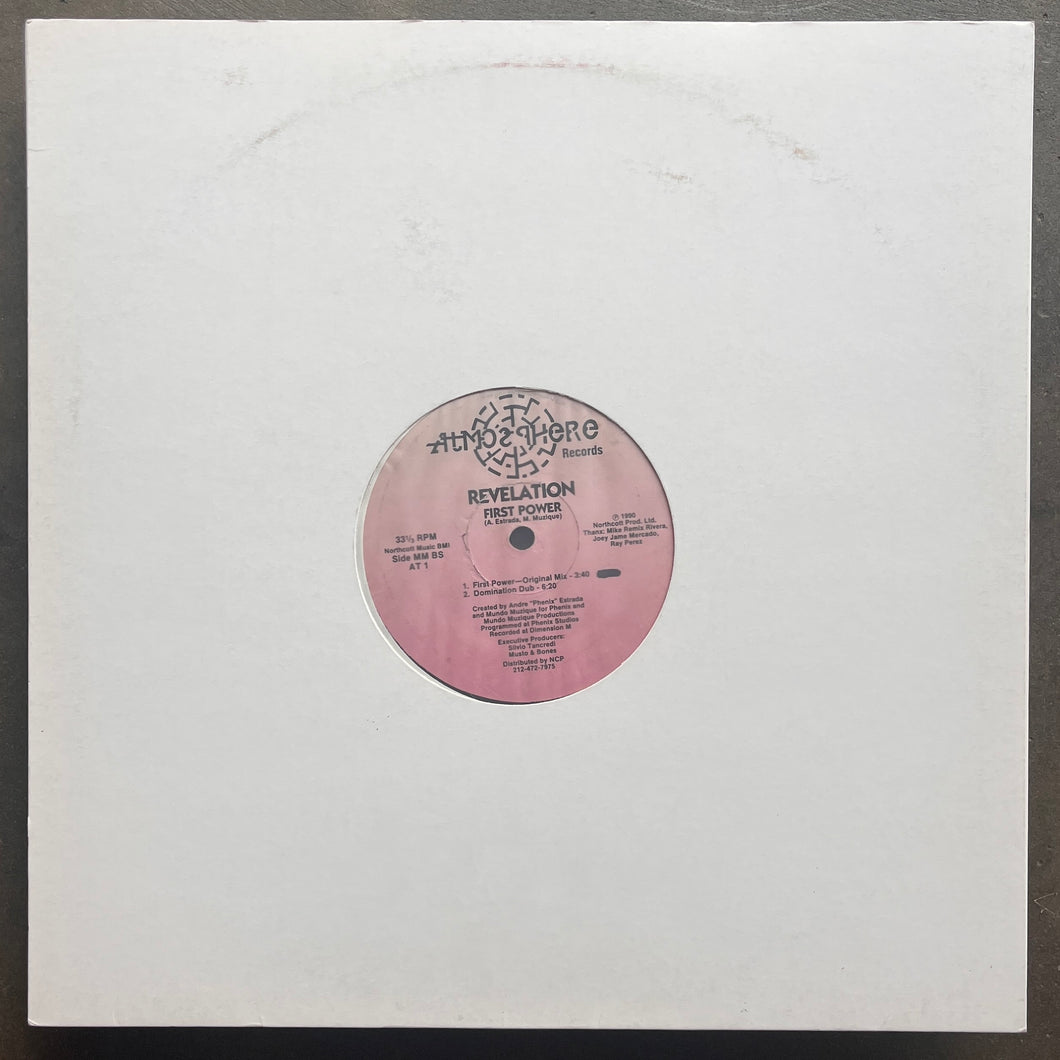 ATMOSPHERE
Records
REVELATION
FIRST POWER
(A. Estrada, M. Muzique)
33⅓ RPM
Northcott Music BMI
Side MM BS
AT 1
℗ 1990
Northcott Prod. Ltd.
Thanx: Mike Remix Rivera,
Joey Jame Mercado,
Ray Perez
1. First Power—Original Mix - 3:40
2. Domination Dub - 6:20
Created by Andre "Phenix" Estrada
and Mundo Muzique for Phenix and
Mundo Muzique Productions
Programmed at Phenix Studios
Recorded at Dimension M
Executive Producers:
Silvio Tancredi
Musto & Bones
Distributed by NCP
212-472-7975